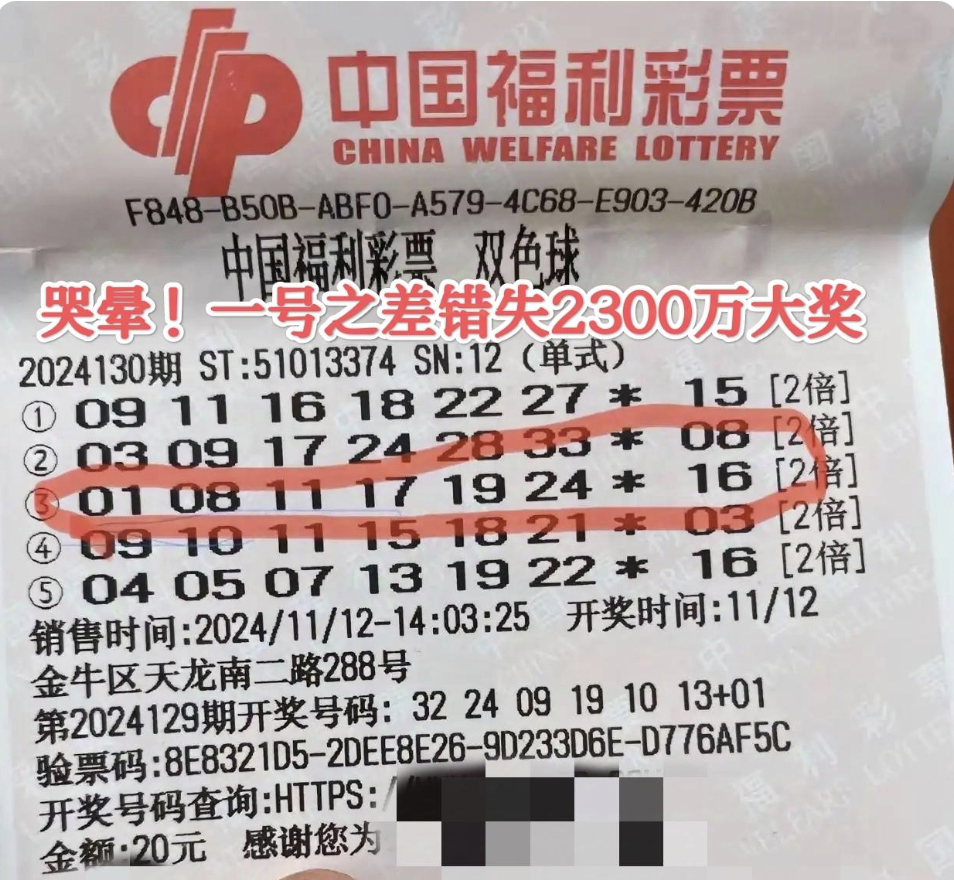 中国福利彩票
CHINA WELFARE LOTTERY
F848-B50B-ABF0-A579-4C68-E903-420B
中国福利彩票 双色球
哭晕！一号之差错失2300万大奖
2024130期 ST:51013374 SN:12 (单式)
① 09 11 16 18 22 27 * 15 [2倍]
② 03 09 17 24 28 33 * 08 [2倍]
③ 01 08 11 17 19 24 * 16 [2倍]
④ 09 10 11 15 18 21 * 03 [2倍]
⑤ 04 05 07 13 19 22 * 16 [2倍]
销售时间:2024/11/12-14:03:25 开奖时间:11/12
金牛区天龙南二路288号
第2024129期开奖号码: 32 24 09 19 10 13+01
验票码:8E8321D5-2DEE8E26-9D233D6E-D776AF5C
开奖号码查询:HTTPS:/
金额:20元 感谢您为